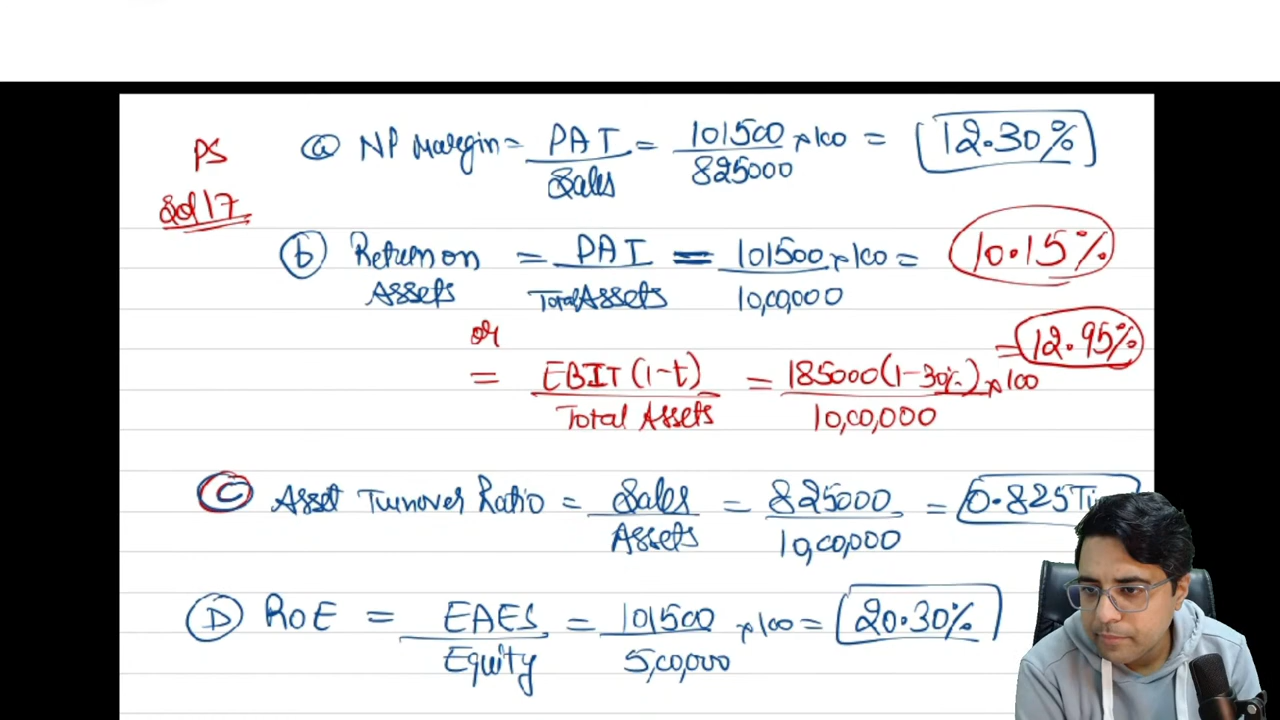 PS
Sol 17
(a) NP Margin = PAT / Sales = 101500 / 825000 × 100 = 12.30%
(b) Return on Assets = PAT / Total Assets = 101500 / 10,00,000 × 100 = 10.15%
or
= EBIT (1-t) / Total Assets = 185000 (1-30%) / 10,00,000 × 100 = 12.95%
(C) Asset Turnover Ratio = Sales / Assets = 825000 / 10,00,000 = 0.825
(D) ROE = EAES / Equity = 101500 / 5,00,000 × 100 = 20.30%